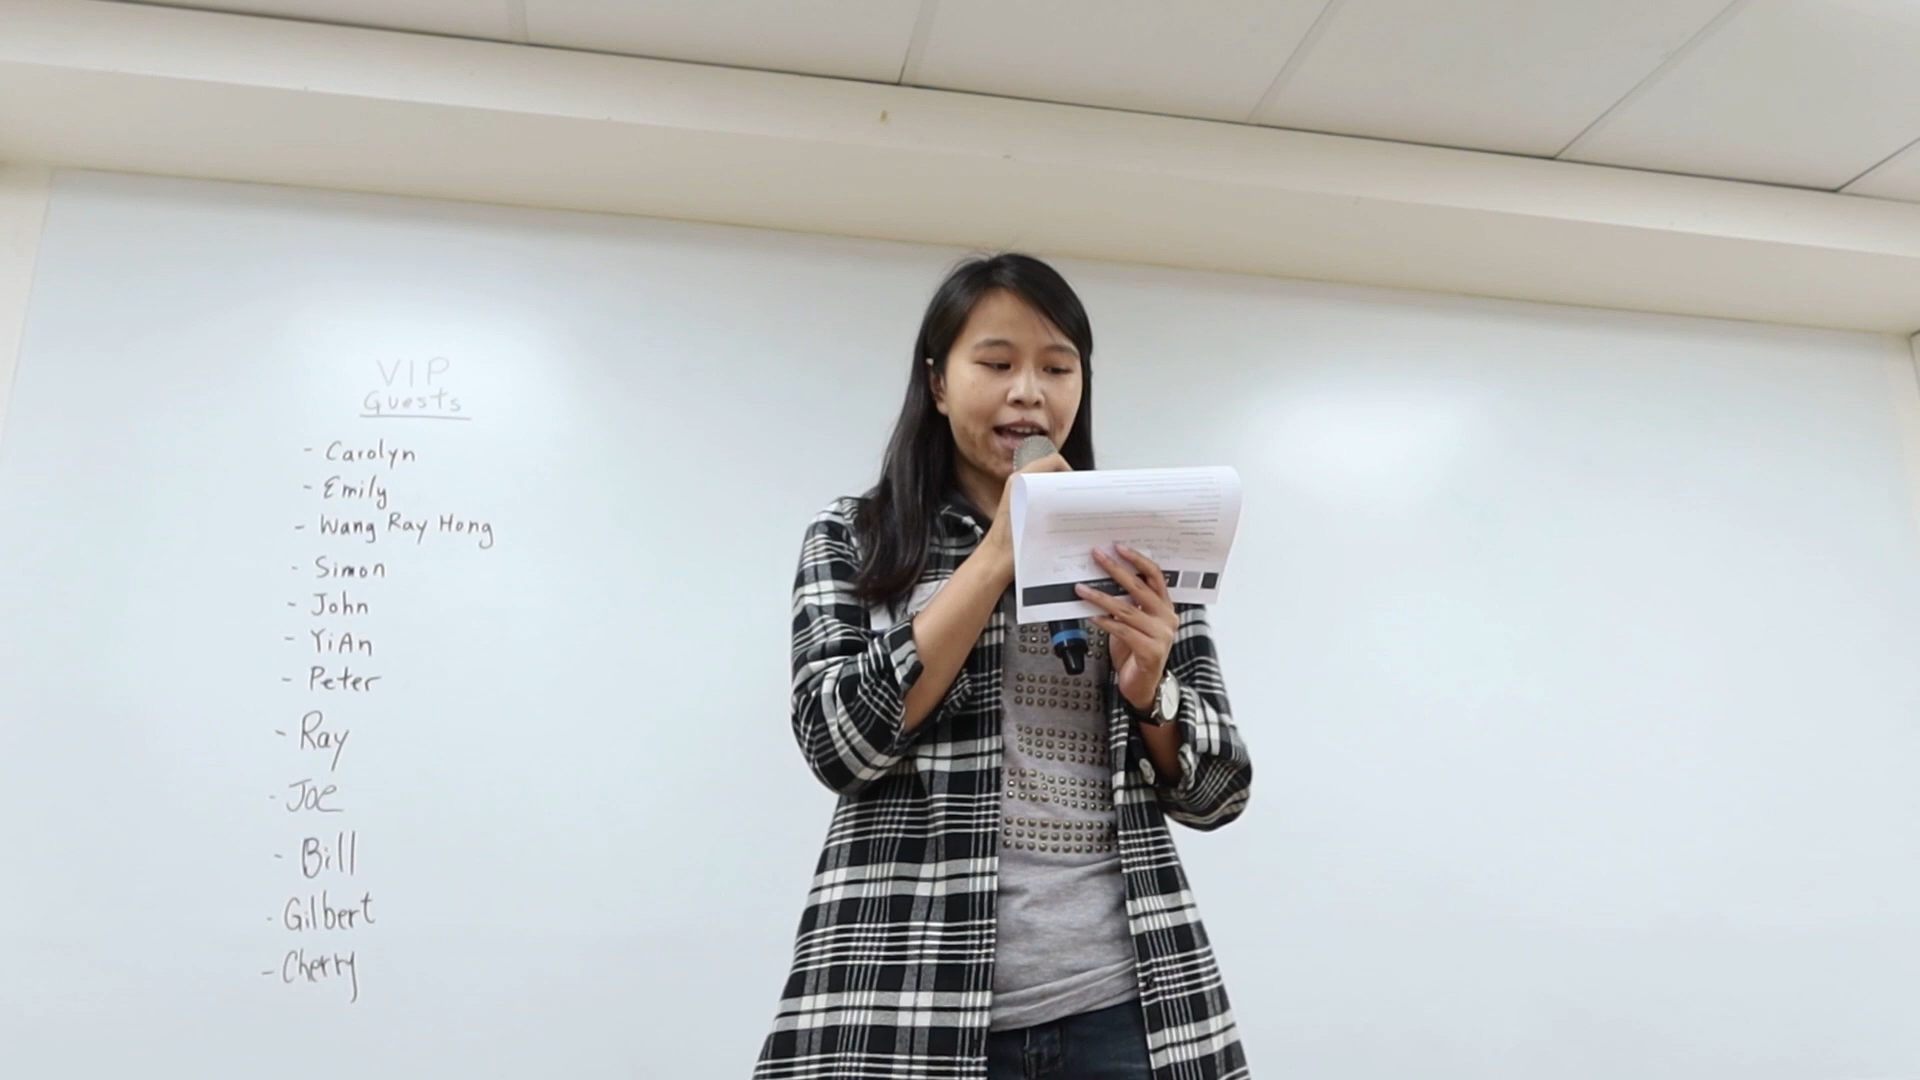 VIP
Guests
- Carolyn
- Emily
- Wang Ray Hong
- Simon
- John
- YiAn
- Peter
- Ray
- Joe
- Bill
- Gilbert
- Cherry